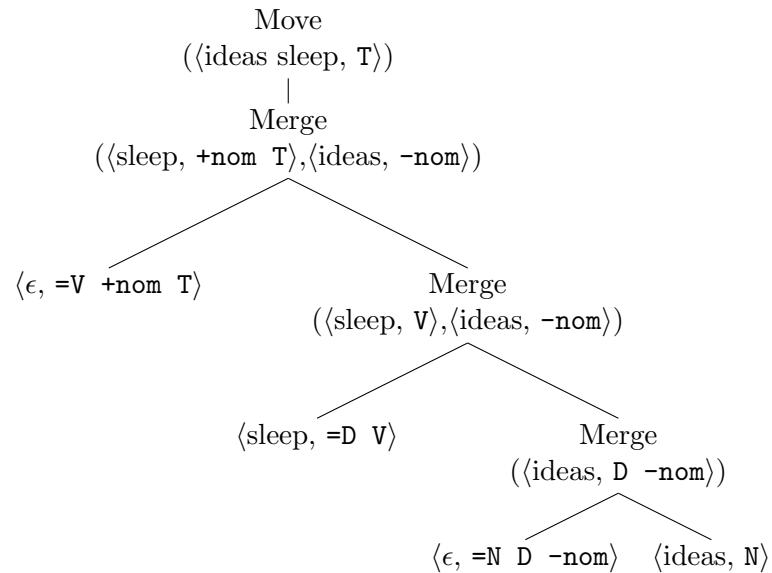 Move
(⟨ideas sleep, T⟩)
Merge
(⟨sleep, +nom T⟩,⟨ideas, -nom⟩)
⟨ϵ, =V +nom T⟩
Merge
(⟨sleep, V⟩,⟨ideas, -nom⟩)
⟨sleep, =D V⟩
Merge
(⟨ideas, D -nom⟩)
⟨ϵ, =N D -nom⟩ ⟨ideas, N⟩